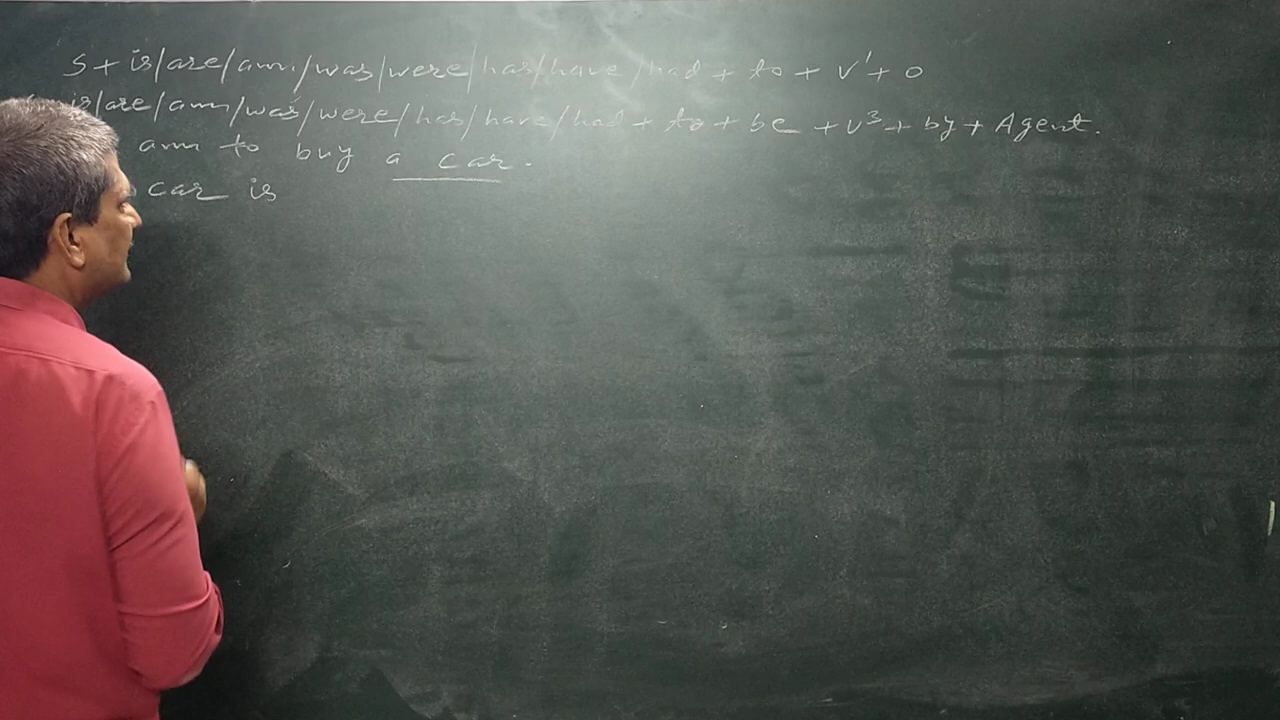 S + is/are/am/was/were/has/have/had + to + V¹ + O
is/are/am/was/were/has/have/had + to + be + V³ + by + Agent.
am to buy a car.
car is